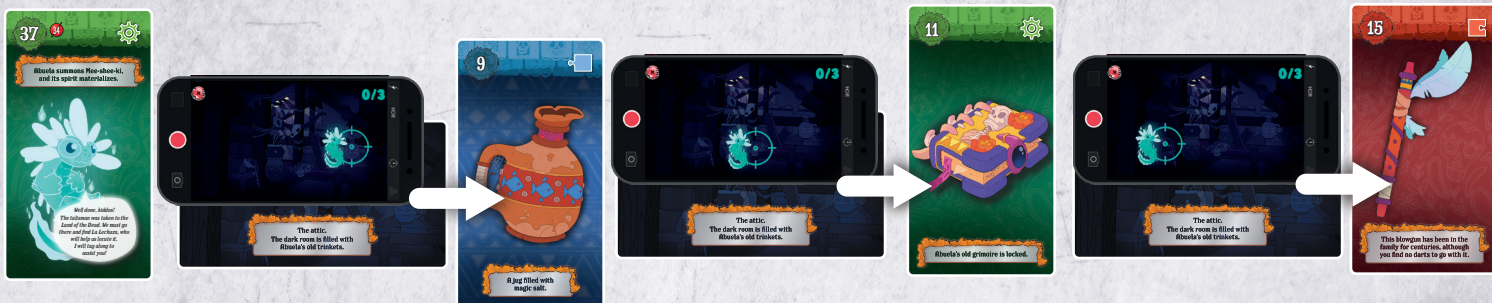 37
34
Abuela summons Mee-shee-ki,
and its spirit materializes.
Well done, kiddos!
The talisman was taken to the
Land of the Dead. We must go
there and find La Lechuza, who
will help us locate it.
I will tag along to
assist you!
0/3
HDR
The attic.
The dark room is filled with
Abuela's old trinkets.
9
A jug filled with
magic salt.
0/3
HDR
The attic.
The dark room is filled with
Abuela's old trinkets.
11
Abuela's old grimoire is locked.
0/3
HDR
The attic.
The dark room is filled with
Abuela's old trinkets.
15
This blowgun has been in the
family for centuries, although
you find no darts to go with it.